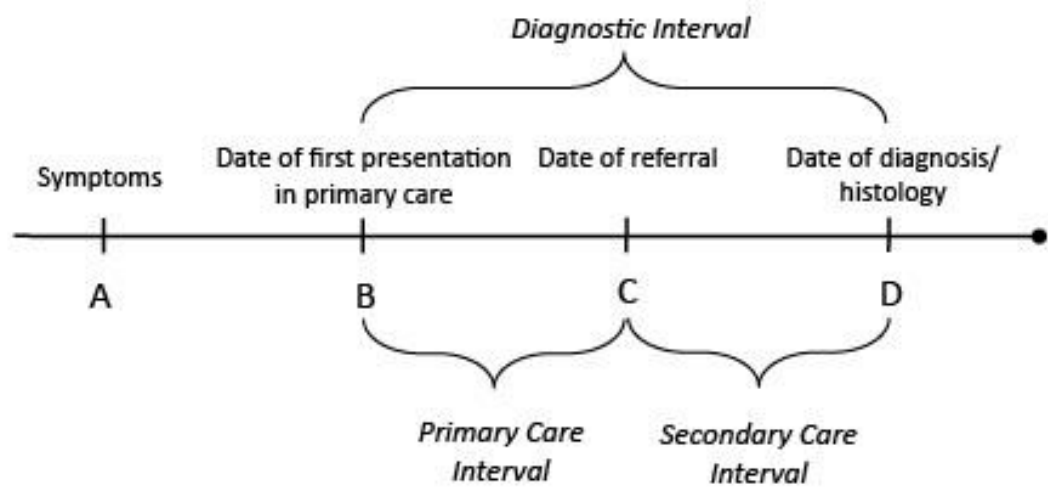 Diagnostic Interval
Symptoms
Date of first presentation
in primary care
Date of referral
Date of diagnosis/
histology
A
B
C
D
Primary Care
Interval
Secondary Care
Interval